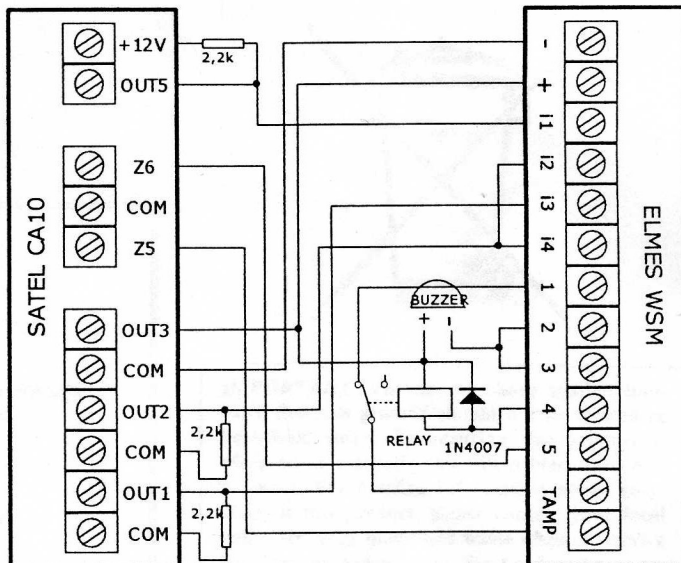 SATEL CA10
+12V
OUT5
Z6
COM
Z5
OUT3
COM
OUT2
COM
OUT1
COM
2,2k
2,2k
2,2k
BUZZER
+ -
RELAY
1N4007
-
+
i1
i2
i3
i4
1
2
3
4
5
TAMP
ELMES WSM